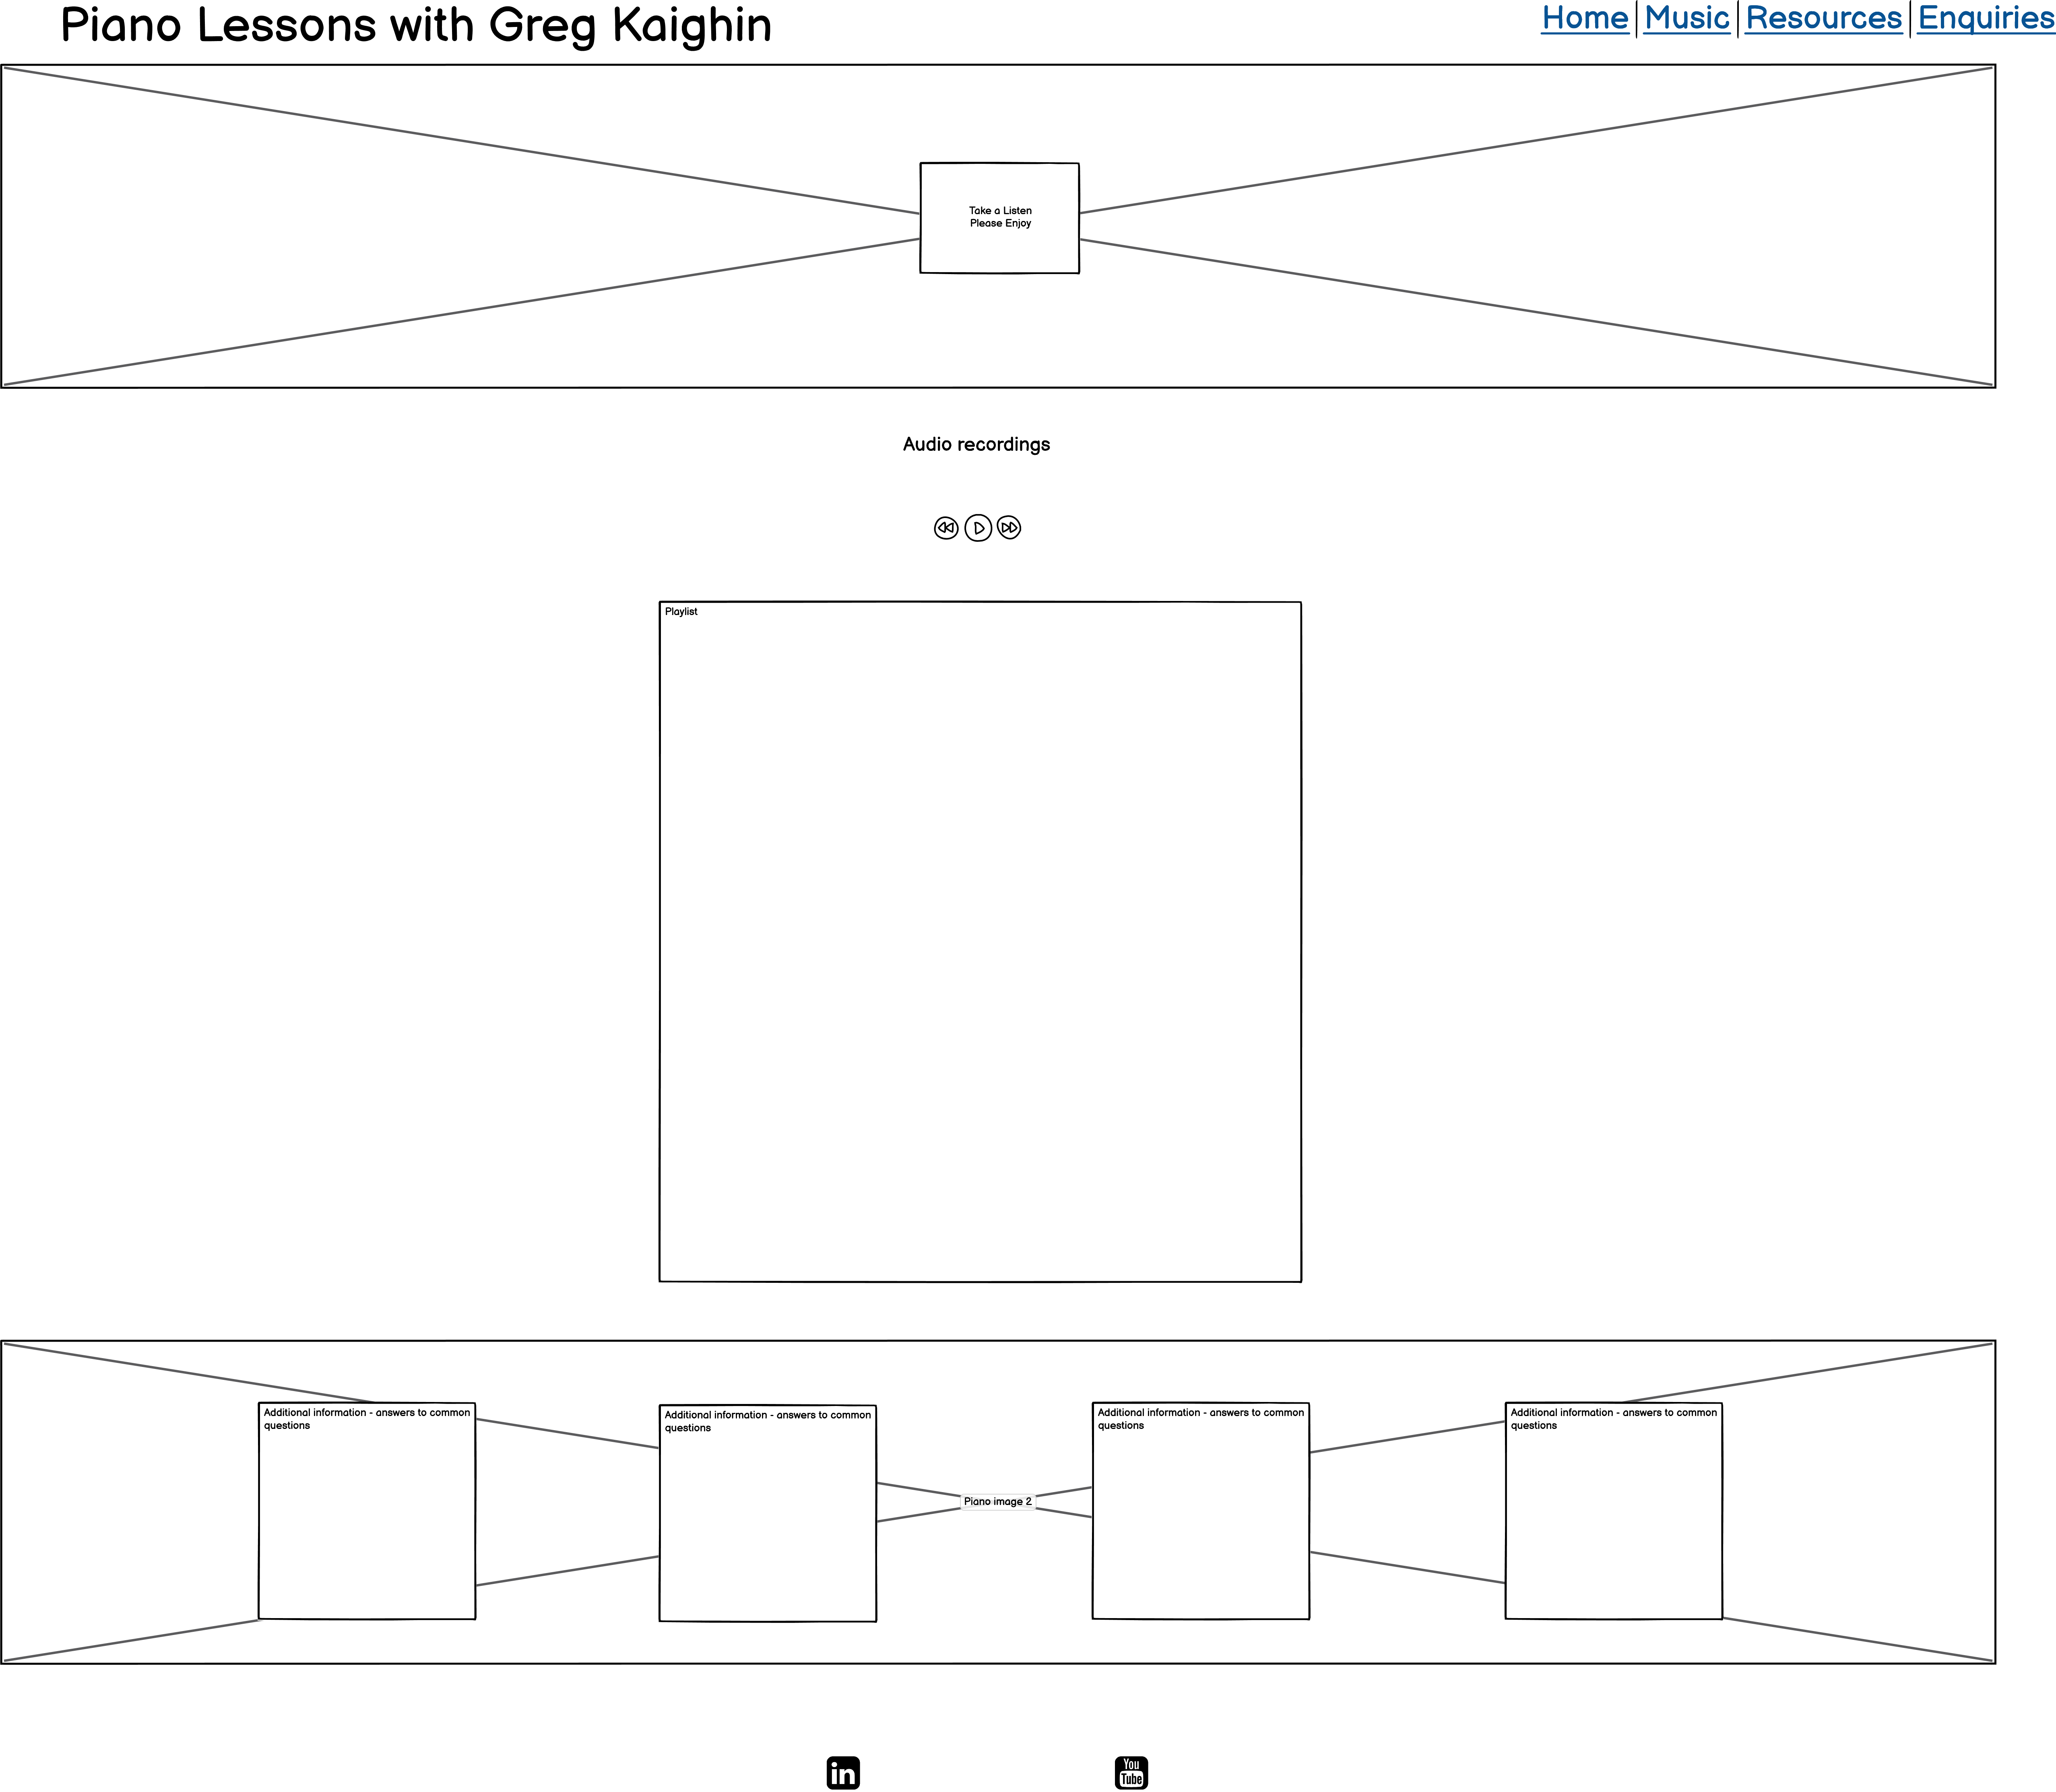 Piano Lessons with Greg Kaighin
Home Music Resources Enquiries
Take a Listen
Please Enjoy
Audio recordings
Playlist
Additional information - answers to common
questions
Additional information - answers to common
questions
Additional information - answers to common
questions
Additional information - answers to common
questions
Piano image 2
in
You
Tube